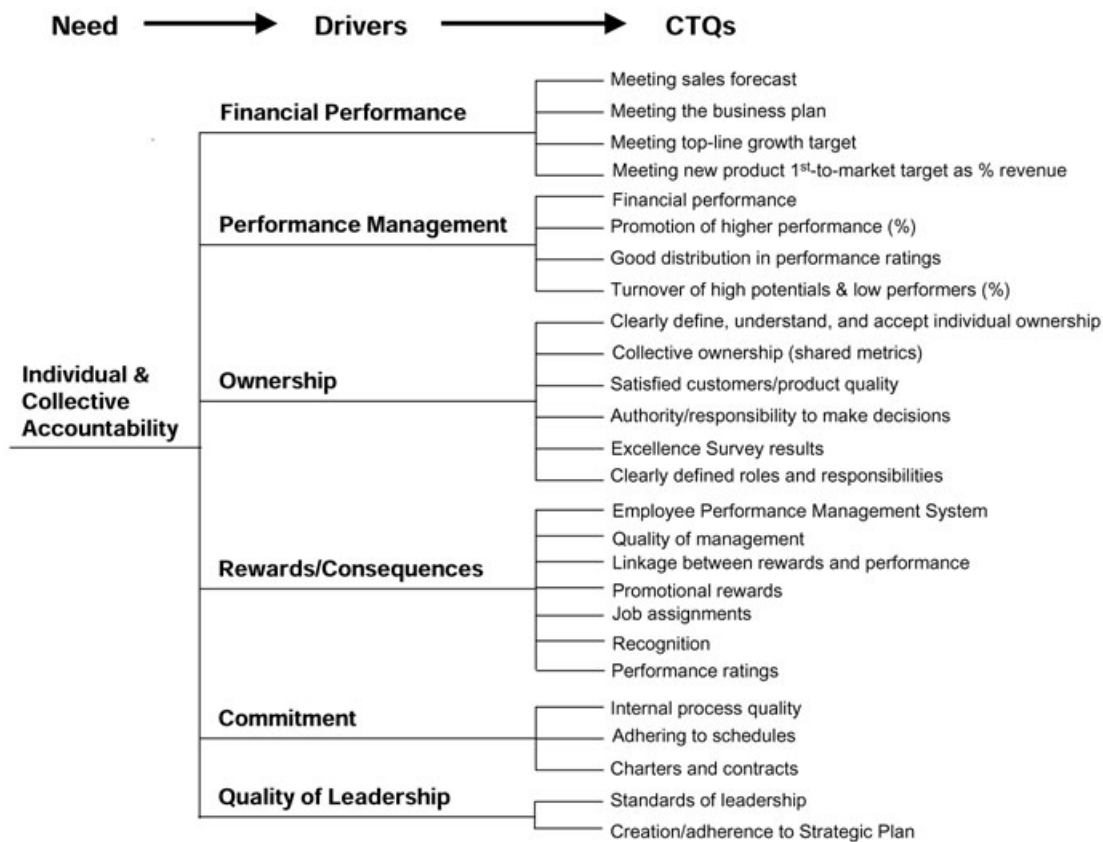 Need Drivers CTQs
Financial Performance
Meeting sales forecast
Meeting the business plan
Meeting top-line growth target
Meeting new product 1st-to-market target as % revenue
Performance Management
Financial performance
Promotion of higher performance (%)
Good distribution in performance ratings
Turnover of high potentials & low performers (%)
Individual &
Collective
Accountability
Ownership
Clearly define, understand, and accept individual ownership
Collective ownership (shared metrics)
Satisfied customers/product quality
Authority/responsibility to make decisions
Excellence Survey results
Clearly defined roles and responsibilities
Rewards/Consequences
Employee Performance Management System
Quality of management
Linkage between rewards and performance
Promotional rewards
Job assignments
Recognition
Performance ratings
Commitment
Internal process quality
Adhering to schedules
Charters and contracts
Quality of Leadership
Standards of leadership
Creation/adherence to Strategic Plan